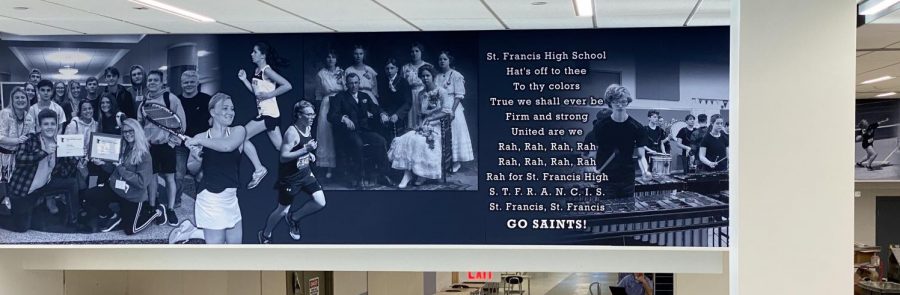 St. Francis High School
Hat's off to thee
To thy colors
True we shall ever be
Firm and strong
United are we
Rah, Rah, Rah, Rah
Rah, Rah, Rah, Rah
Rah for St. Francis High
S. T. F. R. A. N. C. I. S.
St. Francis, St. Francis
GO SAINTS!
EXIT